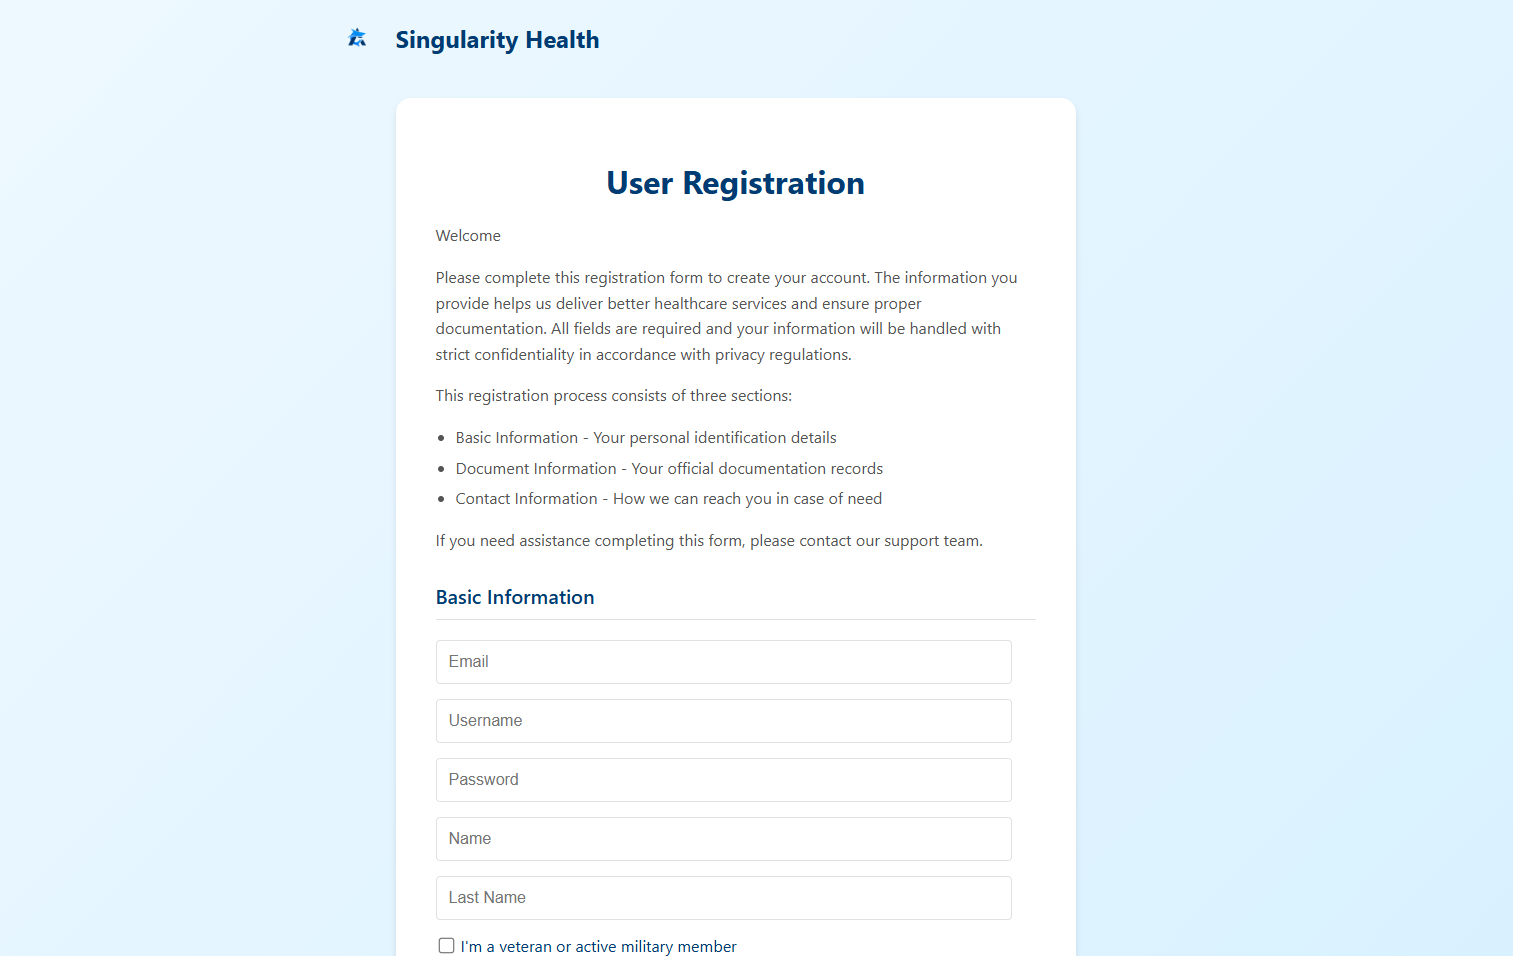 Singularity Health
User Registration
Welcome
Please complete this registration form to create your account. The information you
provide helps us deliver better healthcare services and ensure proper
documentation. All fields are required and your information will be handled with
strict confidentiality in accordance with privacy regulations.
This registration process consists of three sections:
Basic Information - Your personal identification details
Document Information - Your official documentation records
Contact Information - How we can reach you in case of need
If you need assistance completing this form, please contact our support team.
Basic Information
Email
Username
Password
Name
Last Name
I'm a veteran or active military member